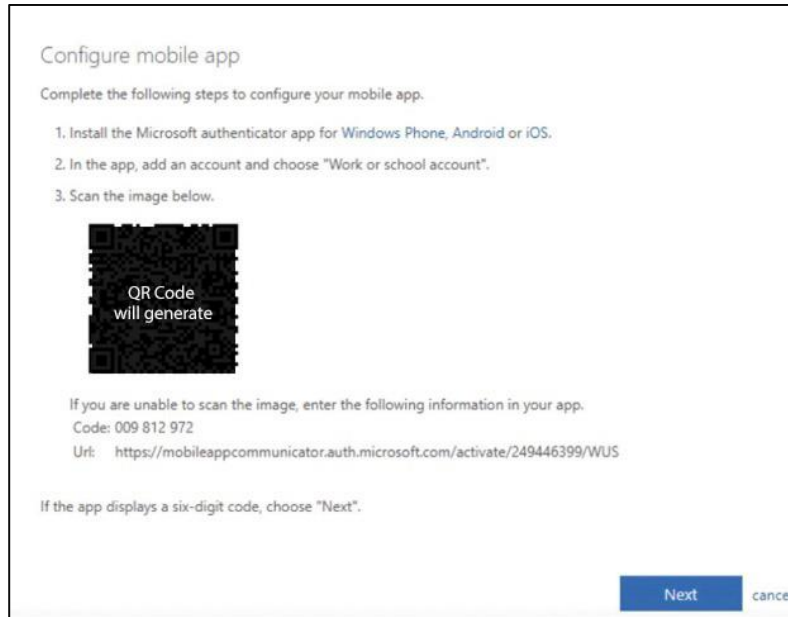 Configure mobile app
Complete the following steps to configure your mobile app.
1. Install the Microsoft authenticator app for Windows Phone, Android or iOS.
2. In the app, add an account and choose "Work or school account".
3. Scan the image below.
QR Code
will generate
If you are unable to scan the image, enter the following information in your app.
Code: 009 812 972
Url: https://mobileappcommunicator.auth.microsoft.com/activate/249446399/WUS
If the app displays a six-digit code, choose "Next".
Next cance